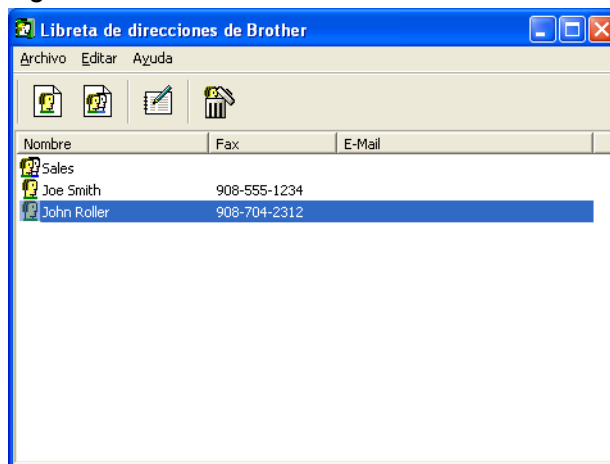 Libreta de direcciones de Brother
Archivo Editar Ayuda
Nombre Fax E-Mail
Sales
Joe Smith 908-555-1234
John Roller 908-704-2312